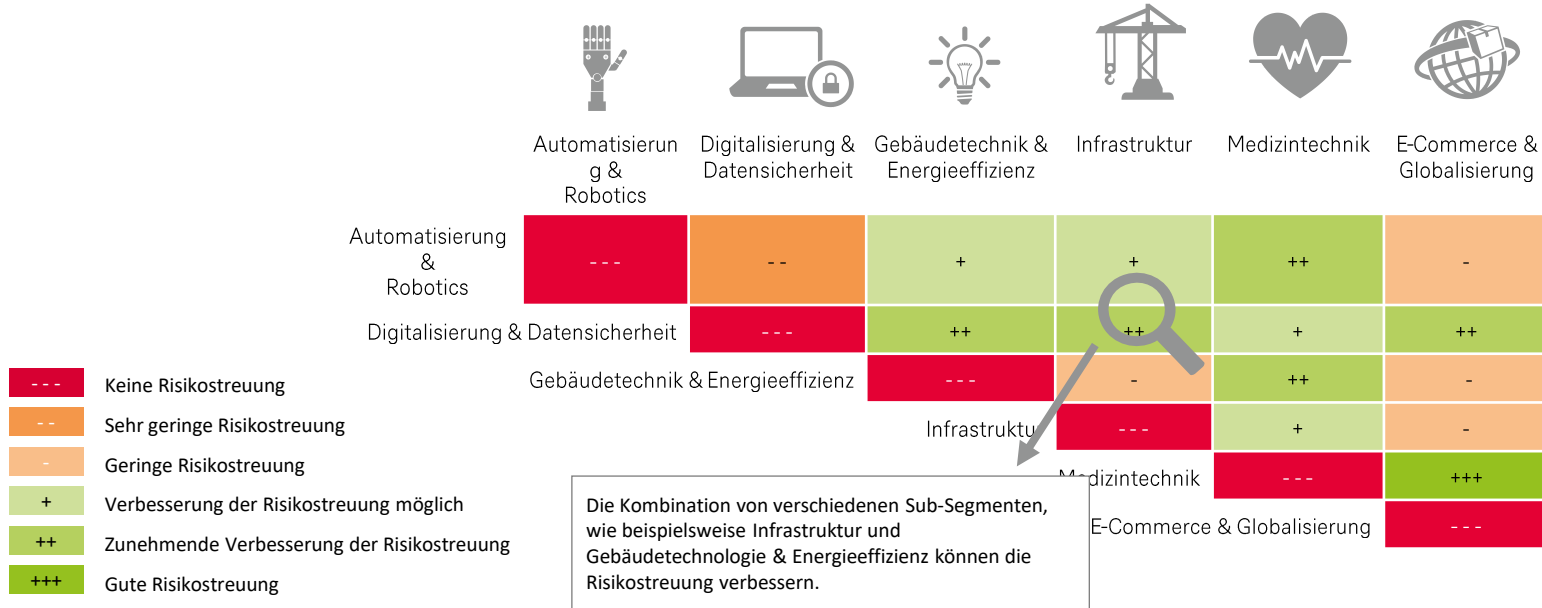 Automatisierun
g &
Robotics
Digitalisierung &
Datensicherheit
Gebäudetechnik &
Energieeffizienz
Infrastruktur
Medizintechnik
E-Commerce &
Globalisierung
Automatisierung
&
Robotics
- - -
- -
+
+
++
-
Digitalisierung & Datensicherheit
- - -
++
++
+
++
Gebäudetechnik & Energieeffizienz
- - -
-
++
-
Infrastruktu
- - -
+
-
Medizintechnik
- - -
+++
E-Commerce & Globalisierung
- - -
- - - Keine Risikostreuung
- - Sehr geringe Risikostreuung
- Geringe Risikostreuung
+ Verbesserung der Risikostreuung möglich
++ Zunehmende Verbesserung der Risikostreuung
+++ Gute Risikostreuung
Die Kombination von verschiedenen Sub-Segmenten,
wie beispielsweise Infrastruktur und
Gebäudetechnologie & Energieeffizienz können die
Risikostreuung verbessern.